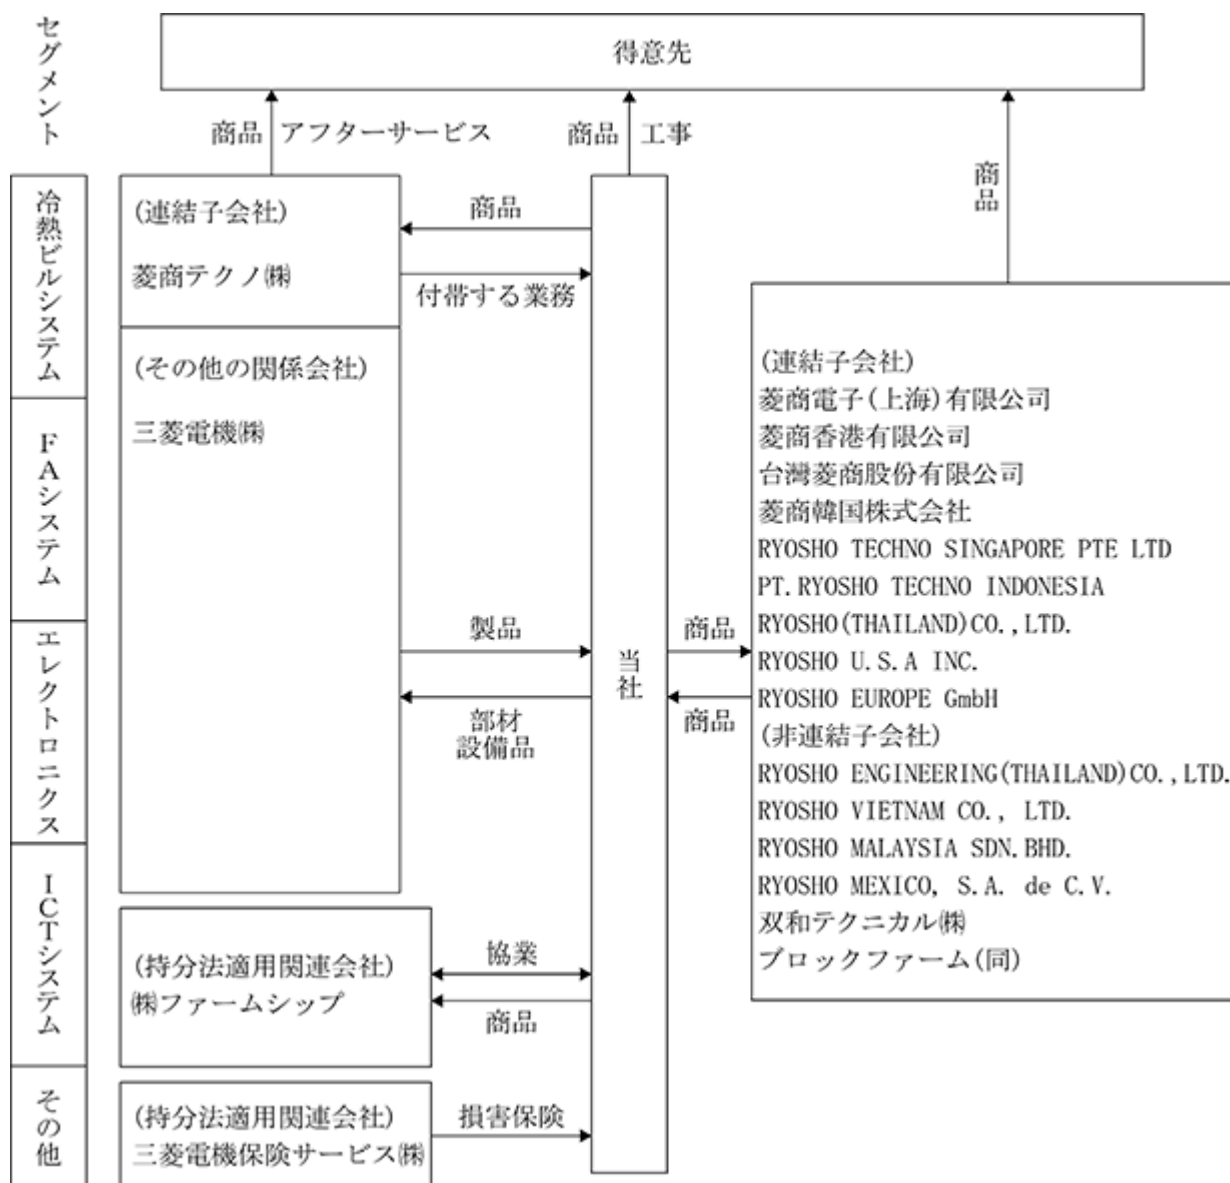 セグメント
得意先
商品
アフターサービス
商品
工事
商品
冷熱ビルシステム
FAシステム
エレクトロニクス
ICTシステム
その他
(連結子会社)
菱商テクノ㈱
商品
付帯する業務
(その他の関係会社)
三菱電機㈱
製品
部材
設備品
(持分法適用関連会社)
㈱ファームシップ
協業
商品
(持分法適用関連会社)
三菱電機保険サービス㈱
損害保険
当社
商品
商品
(連結子会社)
菱商電子(上海)有限公司
菱商香港有限公司
台灣菱商股份有限公司
菱商韓国株式会社
RYOSHO TECHNO SINGAPORE PTE LTD
PT.RYOSHO TECHNO INDONESIA
RYOSHO(THAILAND)CO.,LTD.
RYOSHO U.S.A INC.
RYOSHO EUROPE GmbH
(非連結子会社)
RYOSHO ENGINEERING(THAILAND)CO.,LTD.
RYOSHO VIETNAM CO., LTD.
RYOSHO MALAYSIA SDN.BHD.
RYOSHO MEXICO, S.A. de C.V.
双和テクニカル㈱
ブロックファーム(同)